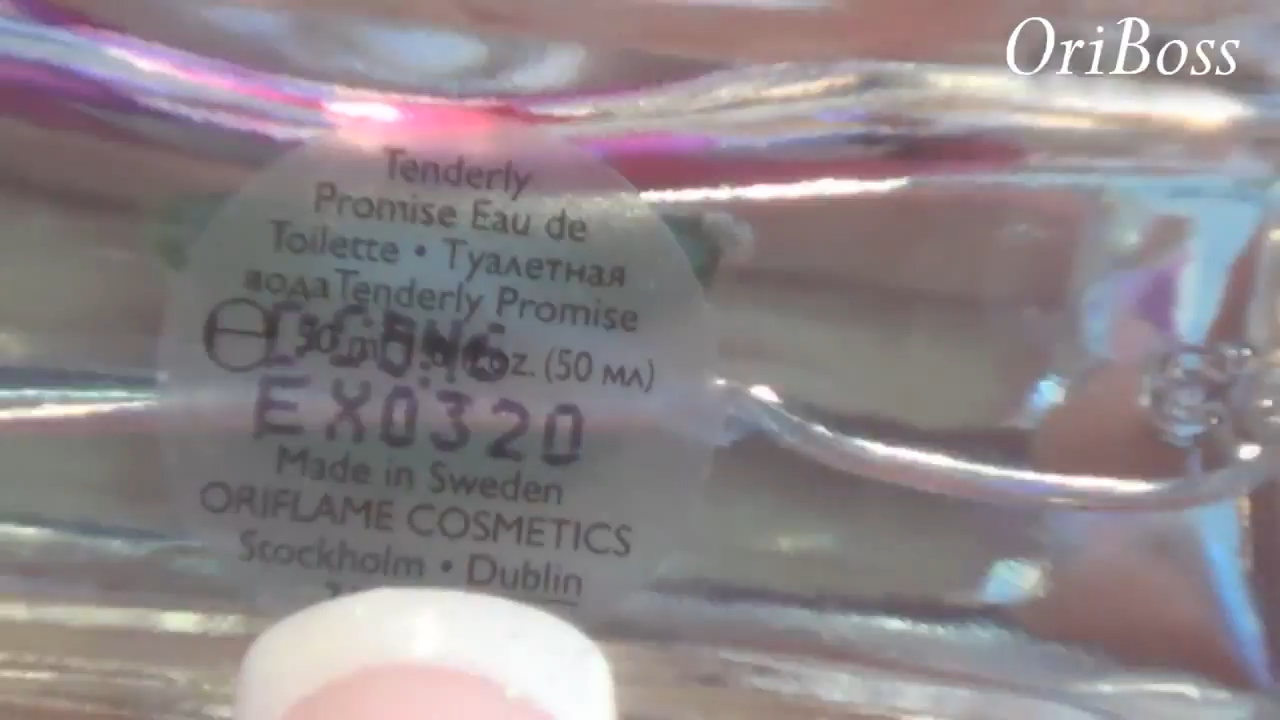 OriBoss
Tenderly
Promise Eau de
Toilette • Туалетная
вода Tenderly Promise
℮ 50 oz. (50 мл)
EX0320
Made in Sweden
ORIFLAME COSMETICS
Stockholm • Dublin